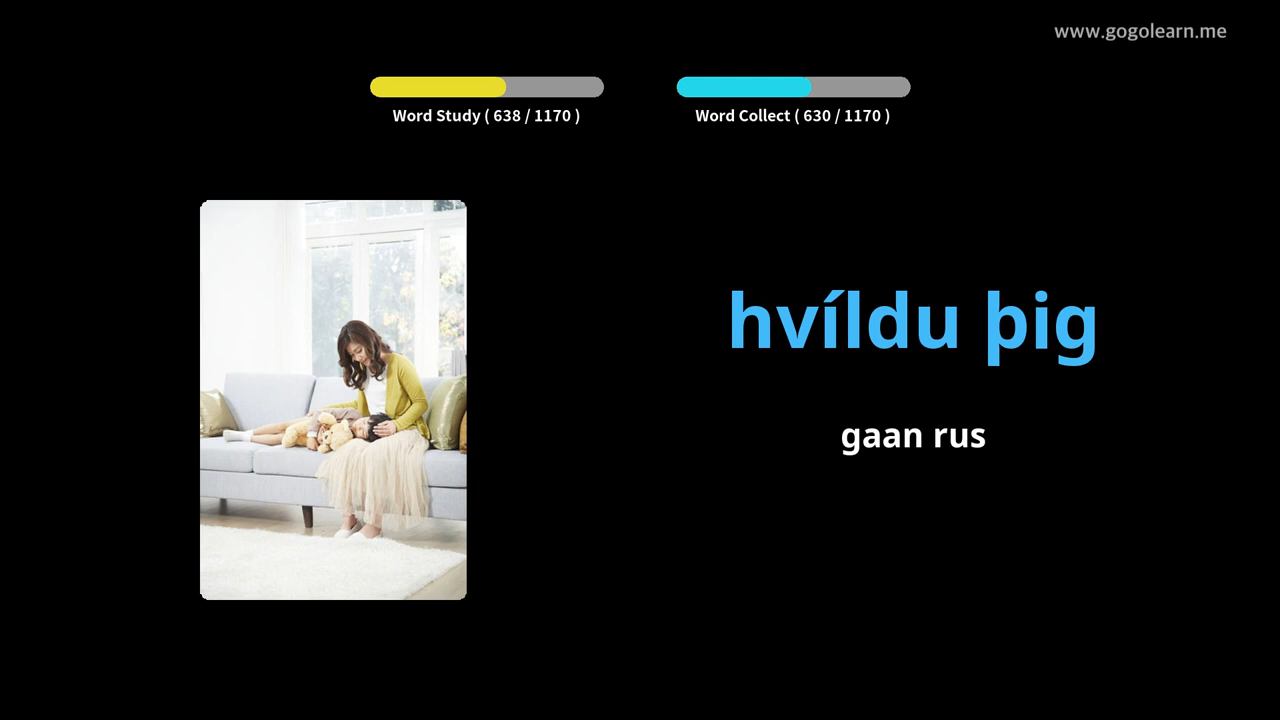 www.gogolearn.me
Word Study ( 638 / 1170 )
Word Collect ( 630 / 1170 )
hvíldu þig
gaan rus